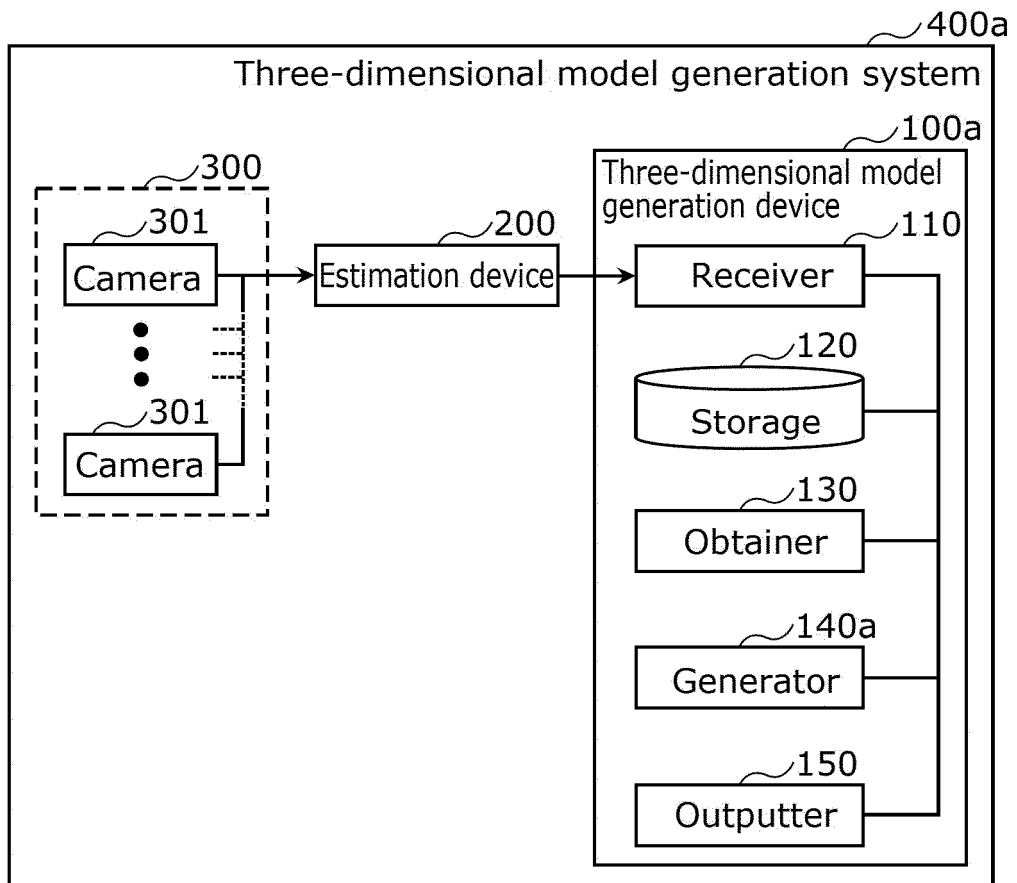 400a
Three-dimensional model generation system
100a
Three-dimensional model
generation device
300
301
Camera
301
Camera
200
Estimation device
110
Receiver
120
Storage
130
Obtainer
140a
Generator
150
Outputter